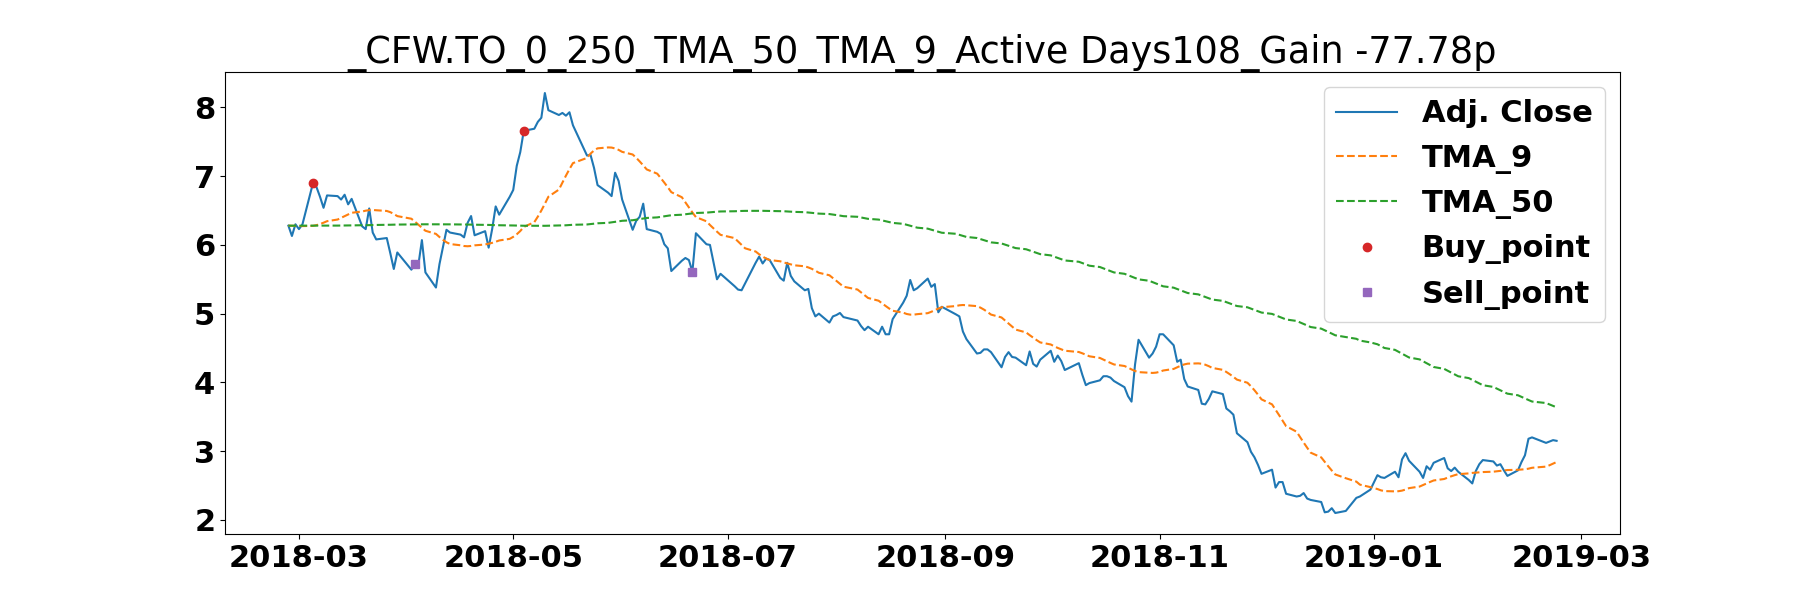 _CFW.TO_0_250_TMA_50_TMA_9_Active Days108_Gain -77.78p
8
7
6
5
4
3
2
Adj. Close
TMA_9
TMA_50
Buy_point
Sell_point
2018-03 2018-05 2018-07 2018-09 2018-11 2019-01 2019-03